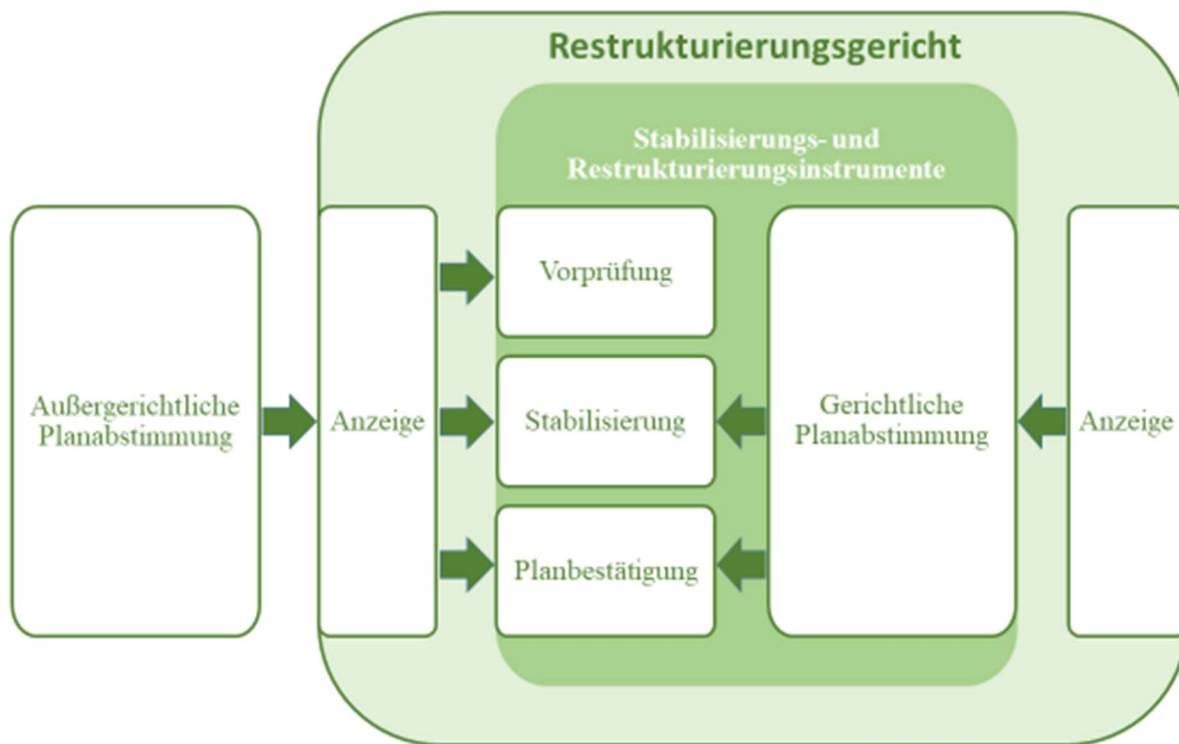 Restrukturierungsgericht
Stabilisierungs- und
Restrukturierungsinstrumente
Außergerichtliche
Planabstimmung
Anzeige
Vorprüfung
Stabilisierung
Planbestätigung
Gerichtliche
Planabstimmung
Anzeige